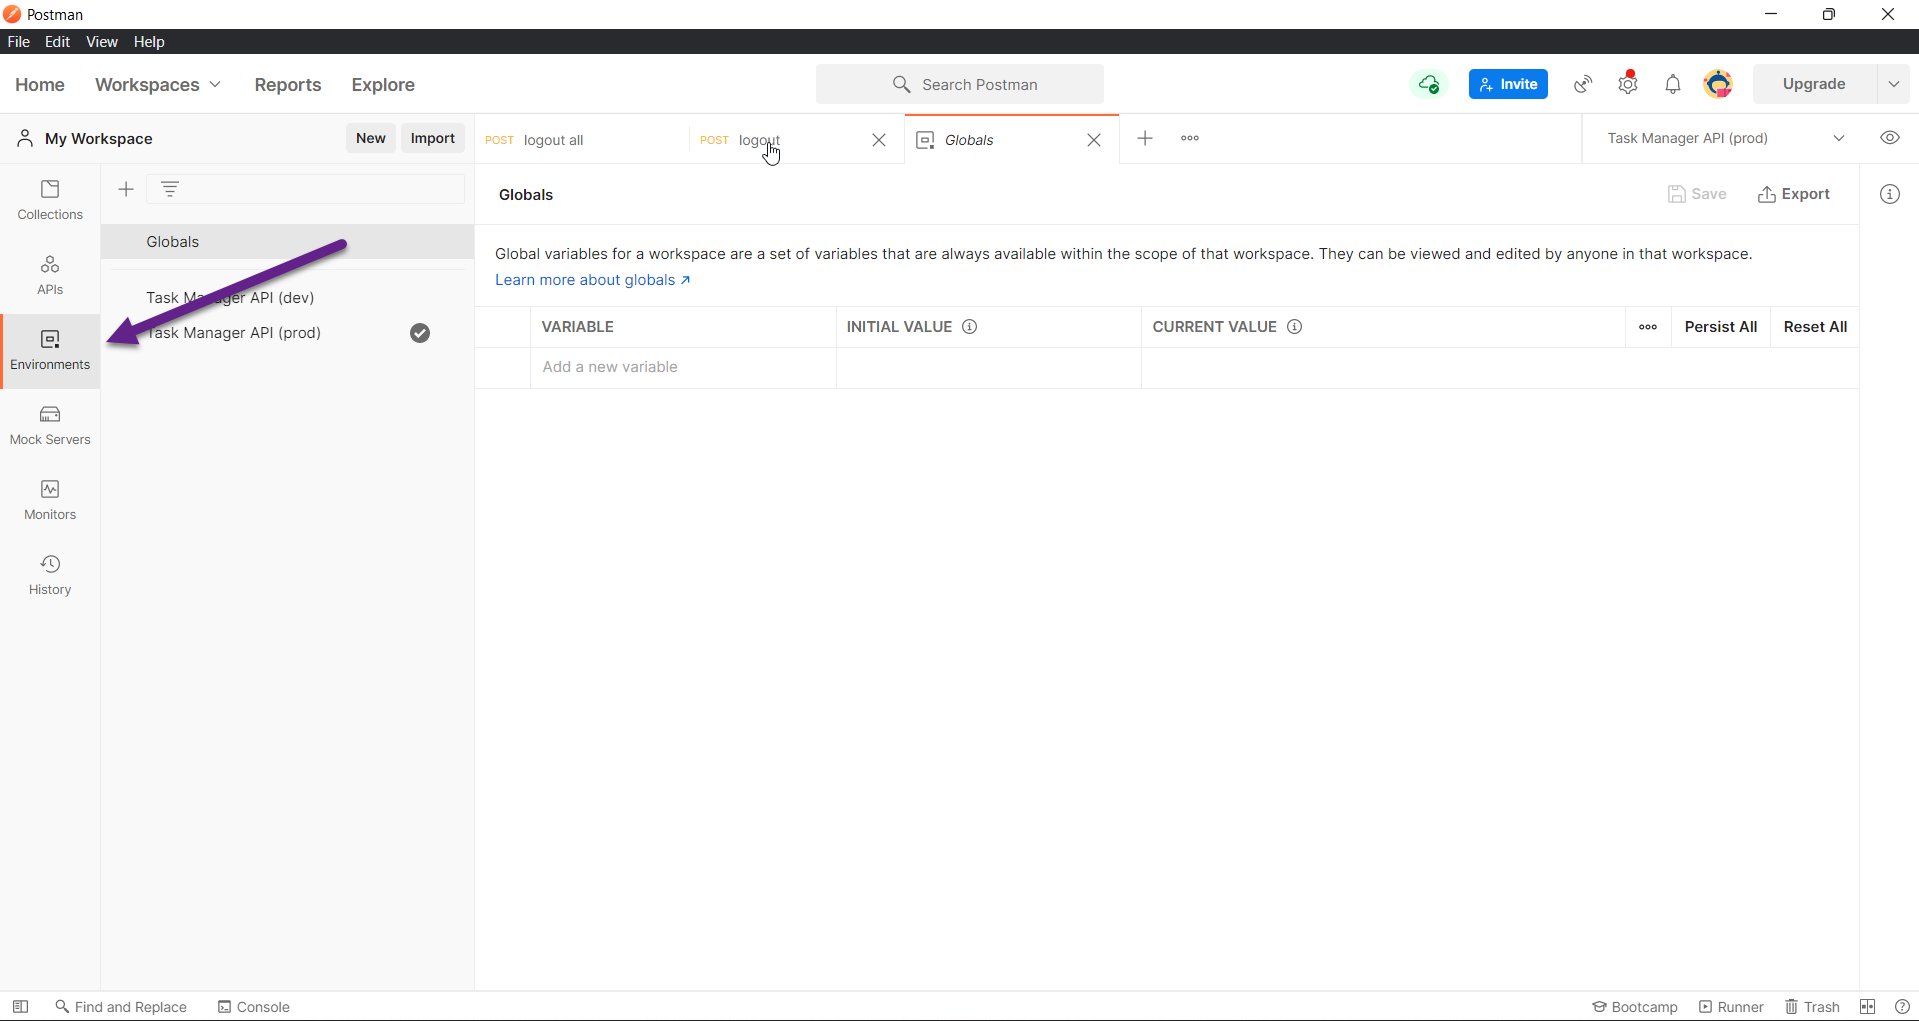 Postman
File Edit View Help
Home Workspaces Reports Explore Search Postman Invite Upgrade
My Workspace New Import POST logout all POST logout Globals Task Manager API (prod)
Collections
Globals
Save Export
Globals
Global variables for a workspace are a set of variables that are always available within the scope of that workspace. They can be viewed and edited by anyone in that workspace.
Learn more about globals ↗
APIs
Task Manager API (dev)
Task Manager API (prod)
VARIABLE INITIAL VALUE CURRENT VALUE Persist All Reset All
Environments
Add a new variable
Mock Servers
Monitors
History
Find and Replace Console Bootcamp Runner Trash